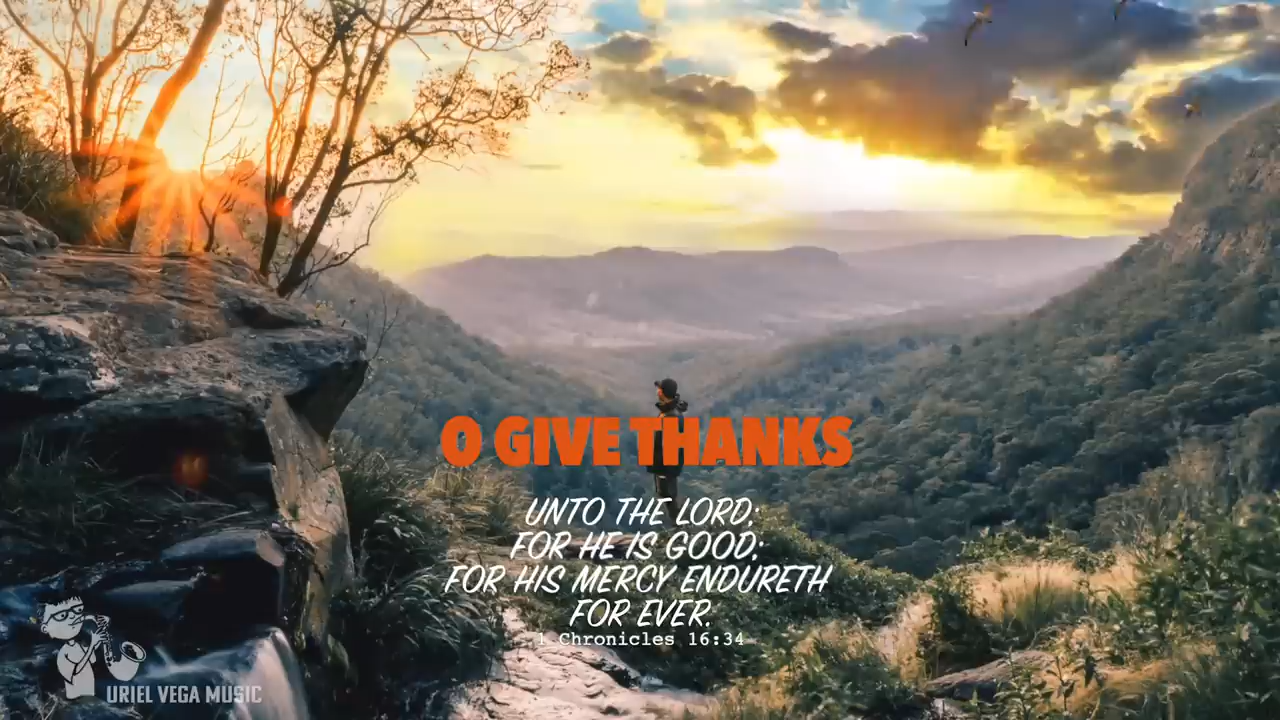 O GIVE THANKS
UNTO THE LORD;
FOR HE IS GOOD;
FOR HIS MERCY ENDURETH
FOR EVER.
1 Chronicles 16:34
URIEL VEGA MUSIC